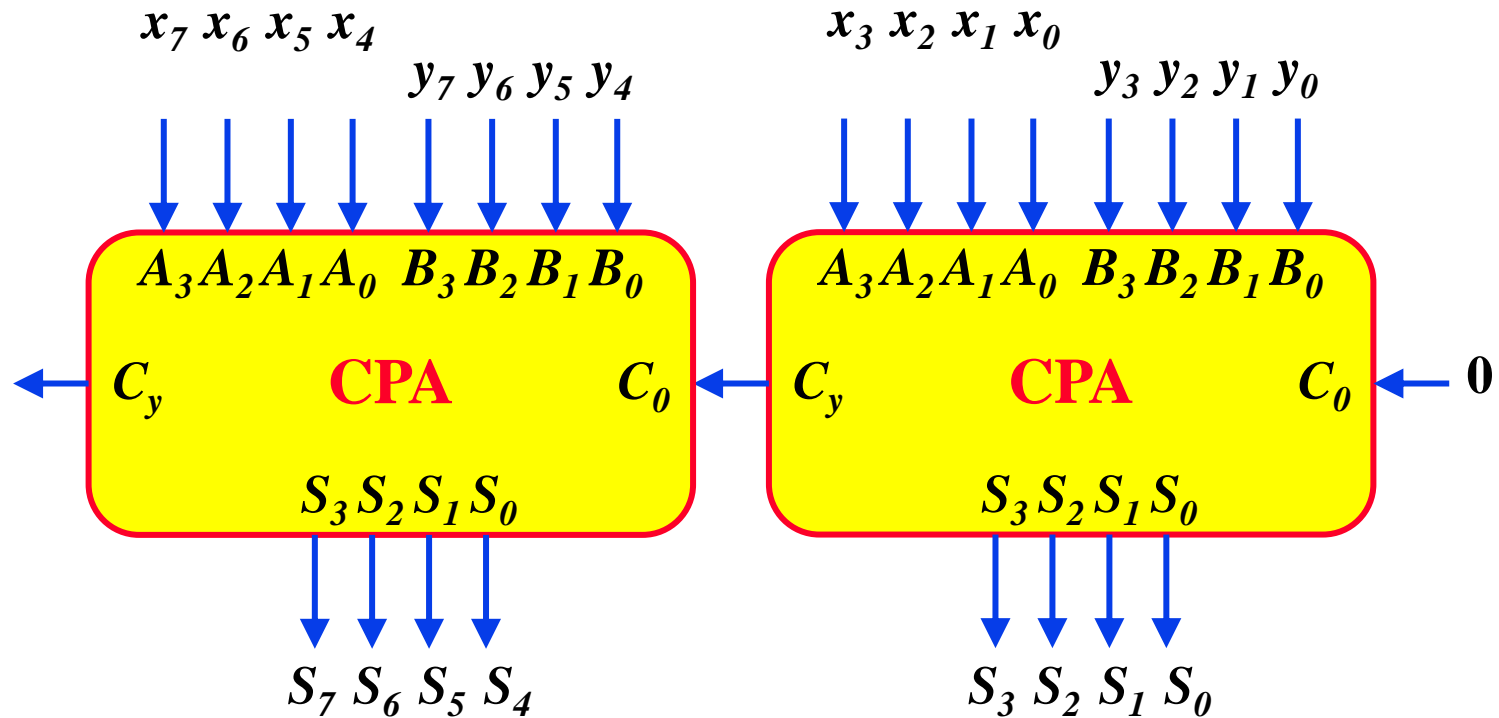 x₇ x₆ x₅ x₄
x₃ x₂ x₁ x₀
y₇ y₆ y₅ y₄
y₃ y₂ y₁ y₀
A₃ A₂ A₁ A₀ B₃ B₂ B₁ B₀
A₃ A₂ A₁ A₀ B₃ B₂ B₁ B₀
C_y CPA C₀
C_y CPA C₀ 0
S₃ S₂ S₁ S₀
S₃ S₂ S₁ S₀
S₇ S₆ S₅ S₄
S₃ S₂ S₁ S₀